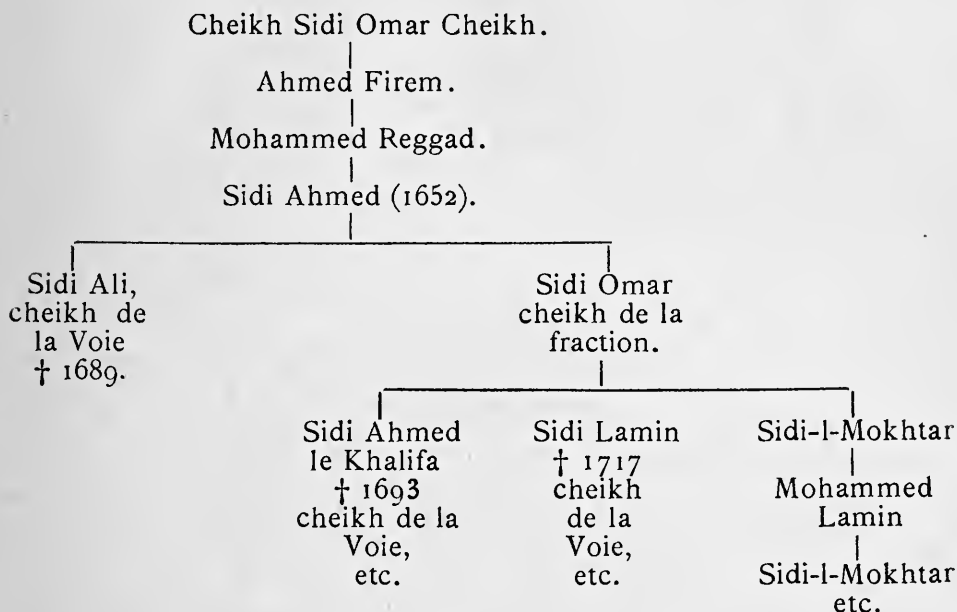 Cheikh Sidi Omar Cheikh.
Ahmed Firem.
Mohammed Reggad.
Sidi Ahmed (1652).
Sidi Ali,
cheikh de
la Voie
† 1689.
Sidi Omar
cheikh de la
fraction.
Sidi Ahmed
le Khalifa
† 1693
cheikh de la
Voie,
etc.
Sidi Lamin
† 1717
cheikh
de la
Voie,
etc.
Sidi-l-Mokhtar
Mohammed
Lamin
Sidi-l-Mokhtar
etc.